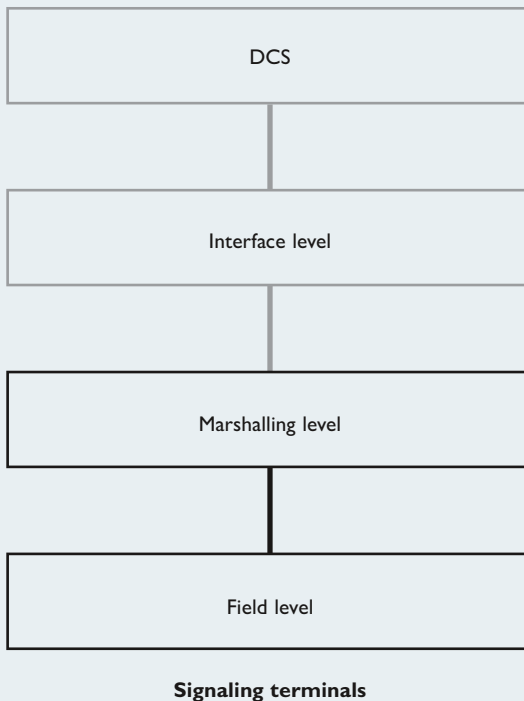 DCS
Interface level
Marshalling level
Field level
Signaling terminals